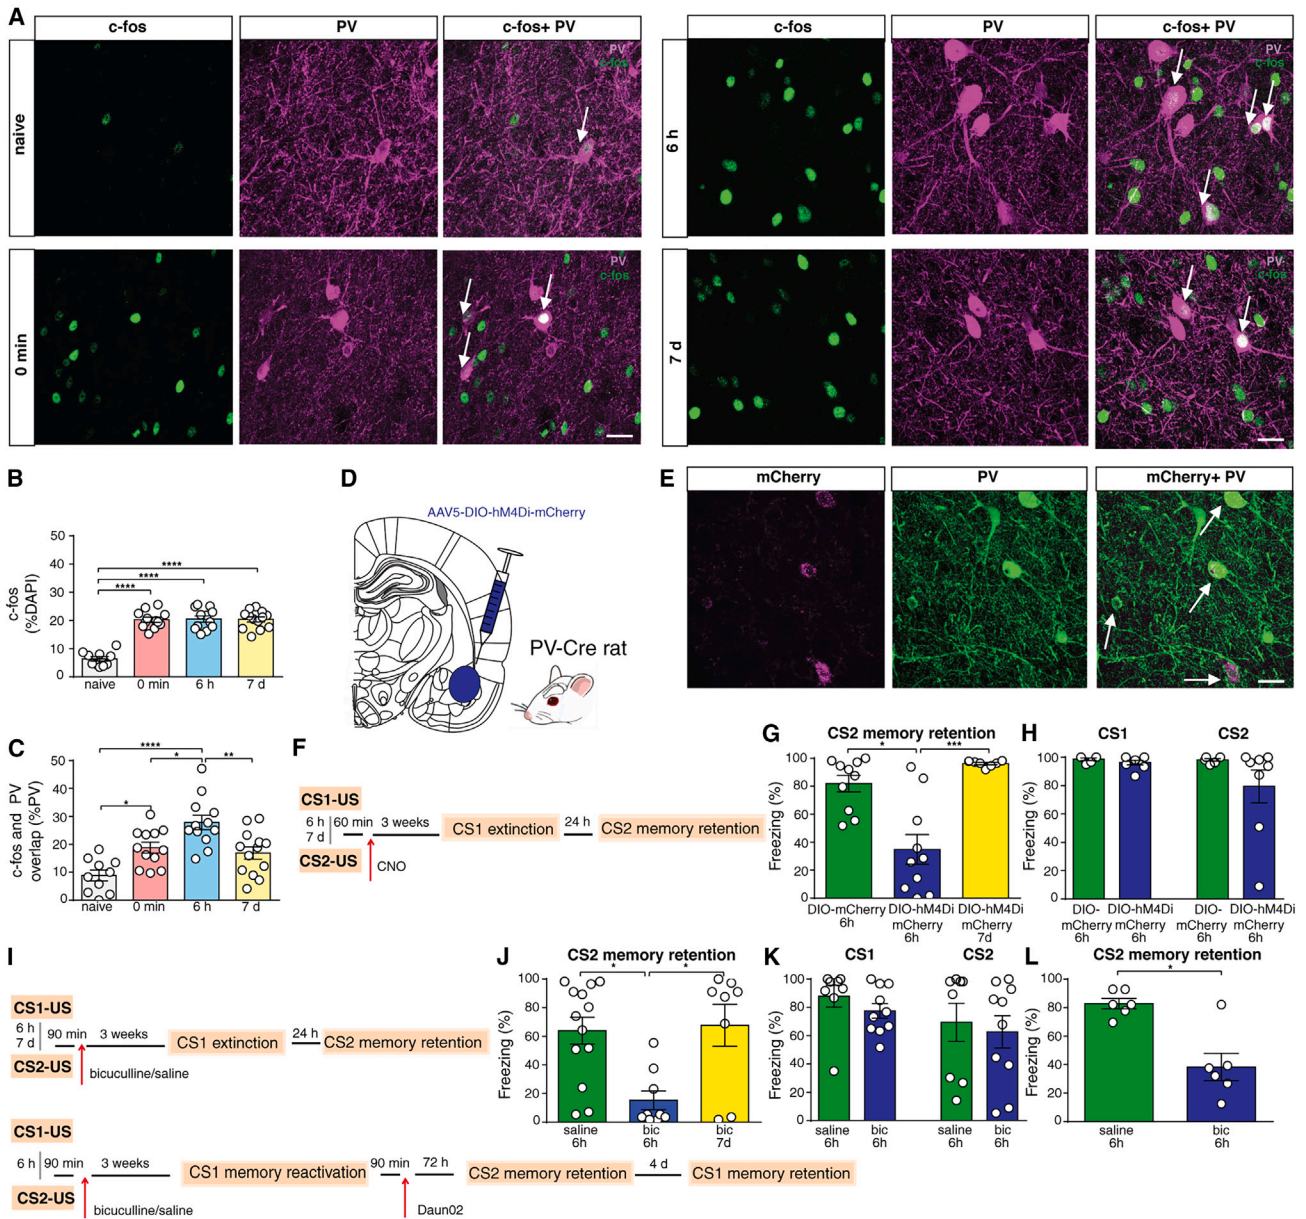 A
c-fos
PV
c-fos+ PV
naive
PV
c-fos
0 min
PV
c-fos
c-fos
PV
c-fos+ PV
6 h
PV
c-fos
7 d
PV
c-fos
B
c-fos
(%DAPI)
50
40
30
20
10
0
****
****
****
naive
0 min
6 h
7 d
C
c-fos and PV
overlap (%PV)
50
40
30
20
10
0
****
*
**
*
naive
0 min
6 h
7 d
D
AAV5-DIO-hM4Di-mCherry
PV-Cre rat
E
mCherry
PV
mCherry+ PV
F
CS1-US
6 h
7 d
60 min
3 weeks
CS2-US
CNO
CS1 extinction
24 h
CS2 memory retention
G
CS2 memory retention
Freezing (%)
100
80
60
40
20
0
*
***
DIO-mCherry
6h
DIO-hM4Di
mCherry
6h
DIO-hM4Di
mCherry
7d
H
CS1
CS2
Freezing (%)
100
80
60
40
20
0
DIO-
mCherry
6h
DIO-hM4Di
mCherry
6h
DIO-
mCherry
6h
DIO-hM4Di
mCherry
6h
I
CS1-US
6 h
7 d
90 min
3 weeks
CS2-US
bicuculline/saline
CS1 extinction
24 h
CS2 memory retention
CS1-US
6 h
90 min
3 weeks
CS2-US
bicuculline/saline
CS1 memory reactivation
90 min
72 h
Daun02
CS2 memory retention
4 d
CS1 memory retention
J
CS2 memory retention
Freezing (%)
100
80
60
40
20
0
*
*
saline
6h
bic
6h
bic
7d
K
CS1
CS2
Freezing (%)
100
80
60
40
20
0
saline
6h
bic
6h
saline
6h
bic
6h
L
CS2 memory retention
Freezing (%)
100
80
60
40
20
0
*
saline
6h
bic
6h